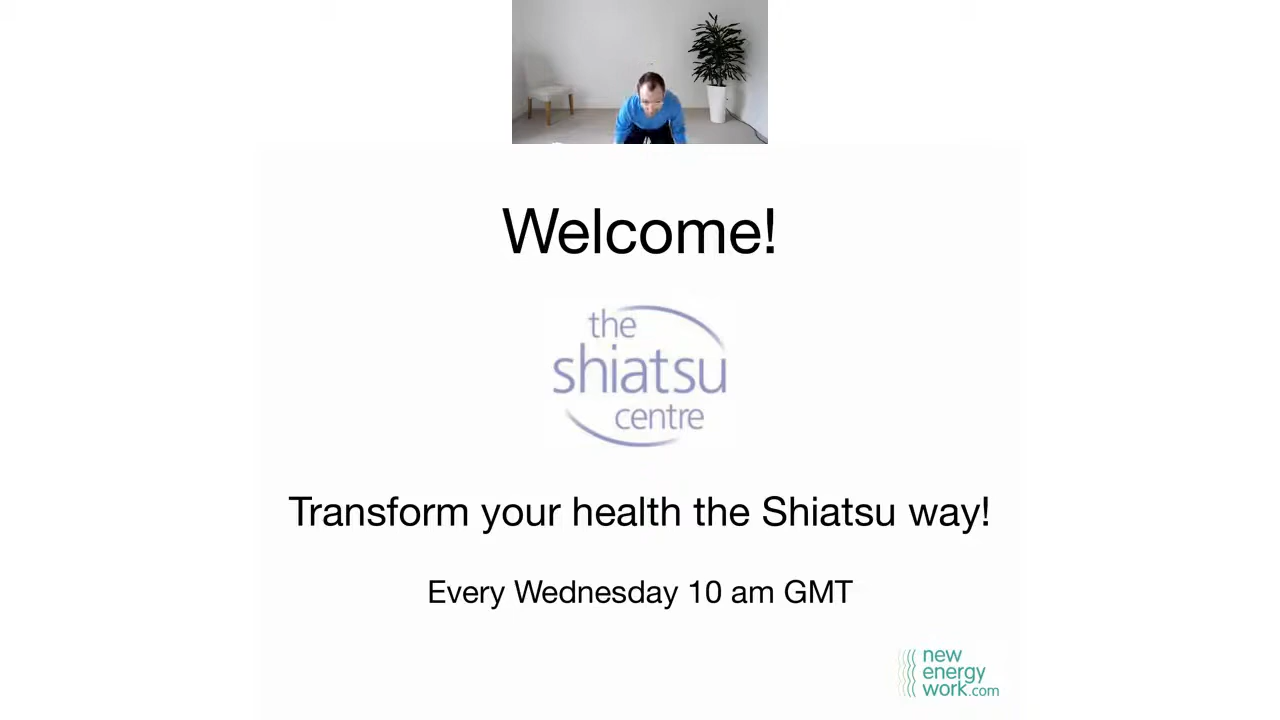 Welcome!
the
shiatsu
centre
Transform your health the Shiatsu way!
Every Wednesday 10 am GMT
new
energy
work.com